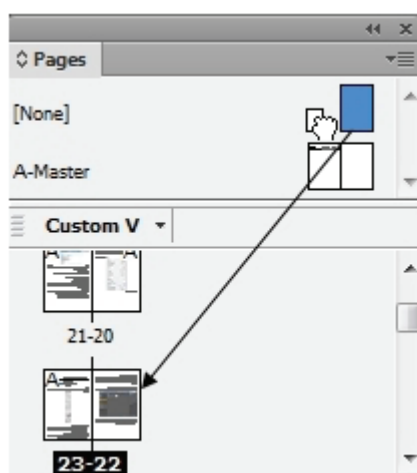 Pages
[None]
A-Master
Custom V
A A
21-20
A
23-22